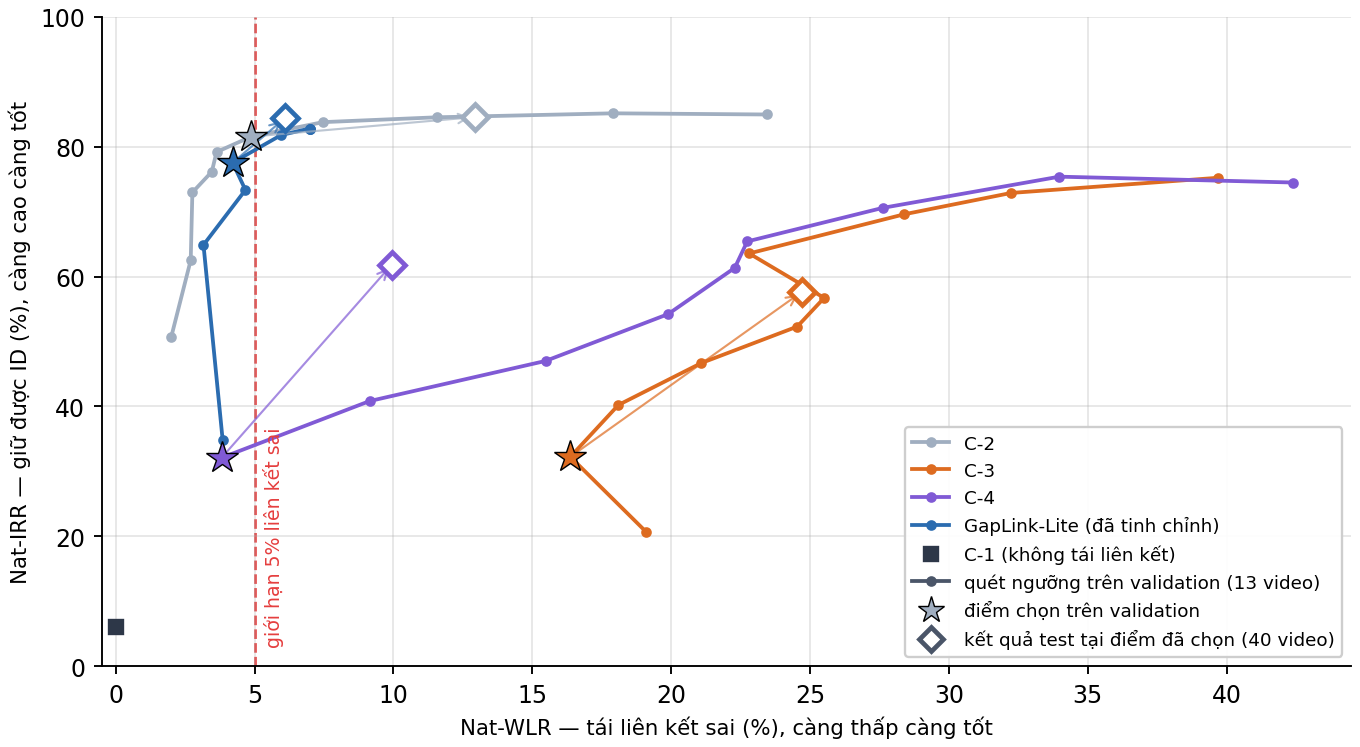 100
80
60
40
20
0
Nat-IRR — giữ được ID (%), càng cao càng tốt
giới hạn 5% liên kết sai
C-2
C-3
C-4
GapLink-Lite (đã tinh chỉnh)
C-1 (không tái liên kết)
quét ngưỡng trên validation (13 video)
điểm chọn trên validation
kết quả test tại điểm đã chọn (40 video)
0 5 10 15 20 25 30 35 40
Nat-WLR — tái liên kết sai (%), càng thấp càng tốt